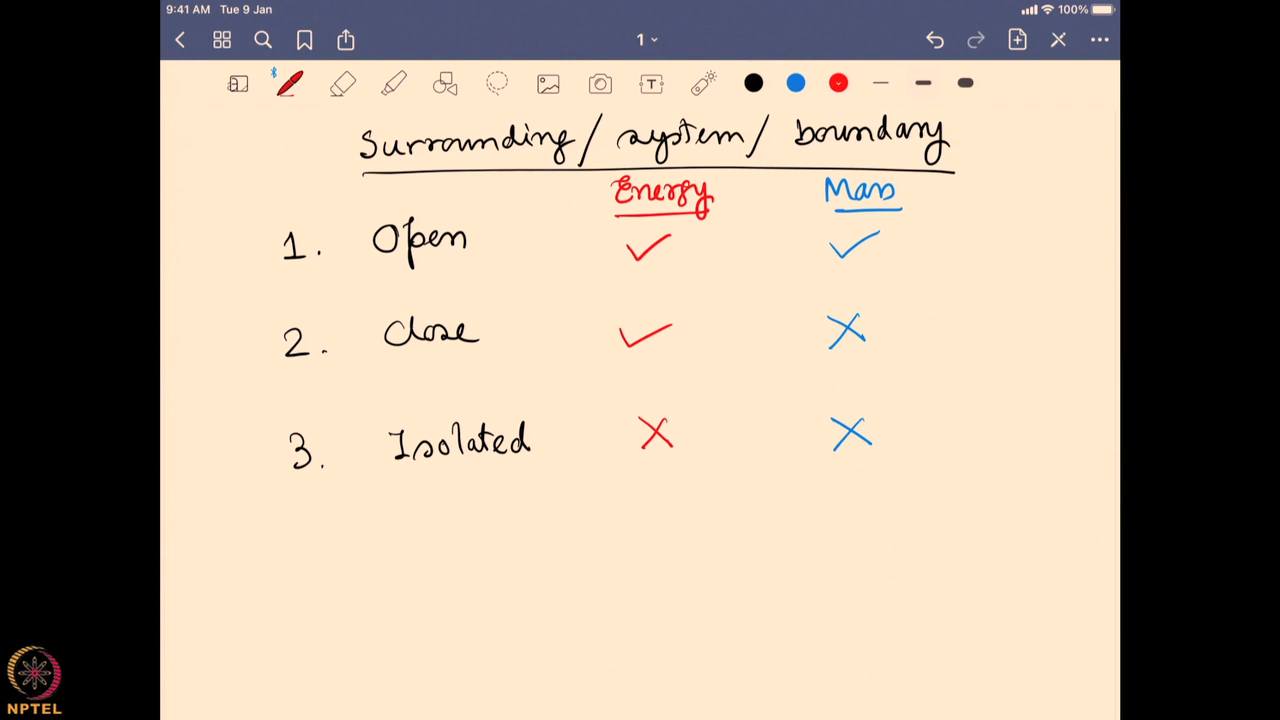 9:41 AM Tue 9 Jan 100%
1
T
Surrounding / system / boundary
Energy Mass
1. Open ✓ ✓
2. Close ✓ ✗
3. Isolated ✗ ✗
NPTEL